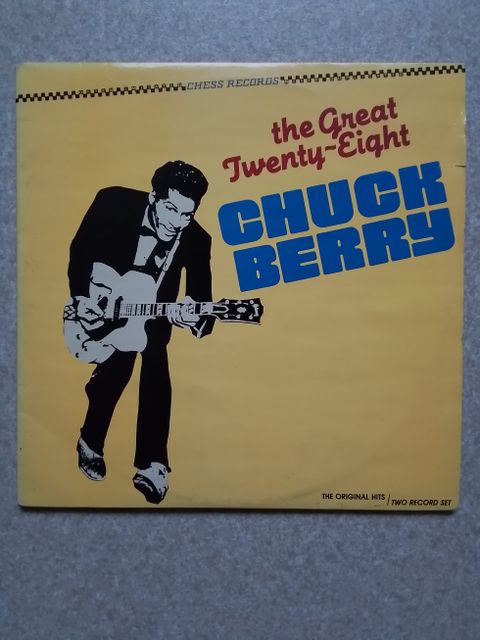 CHESS RECORDS
the Great
Twenty-Eight
CHUCK
BERRY
THE ORIGINAL HITS | TWO RECORD SET